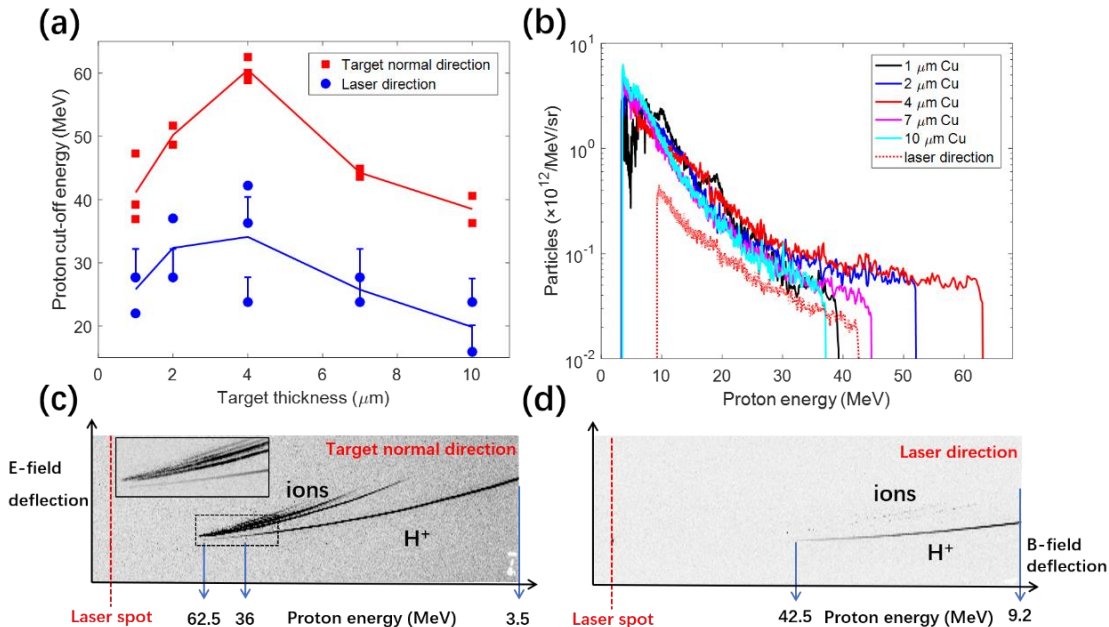 (a)
Proton cut-off energy (MeV)
60
50
40
30
20
Target normal direction
Laser direction
0
2
4
6
8
10
Target thickness (μm)
(b)
Particles (×10^12/MeV/sr)
10^1
10^0
10^-1
10^-2
1 μm Cu
2 μm Cu
4 μm Cu
7 μm Cu
10 μm Cu
laser direction
0
10
20
30
40
50
60
Proton energy (MeV)
(c)
E-field
deflection
Target normal direction
ions
H+
Laser spot
62.5
36
Proton energy (MeV)
3.5
(d)
Laser direction
ions
H+
B-field
deflection
Laser spot
42.5
Proton energy (MeV)
9.2